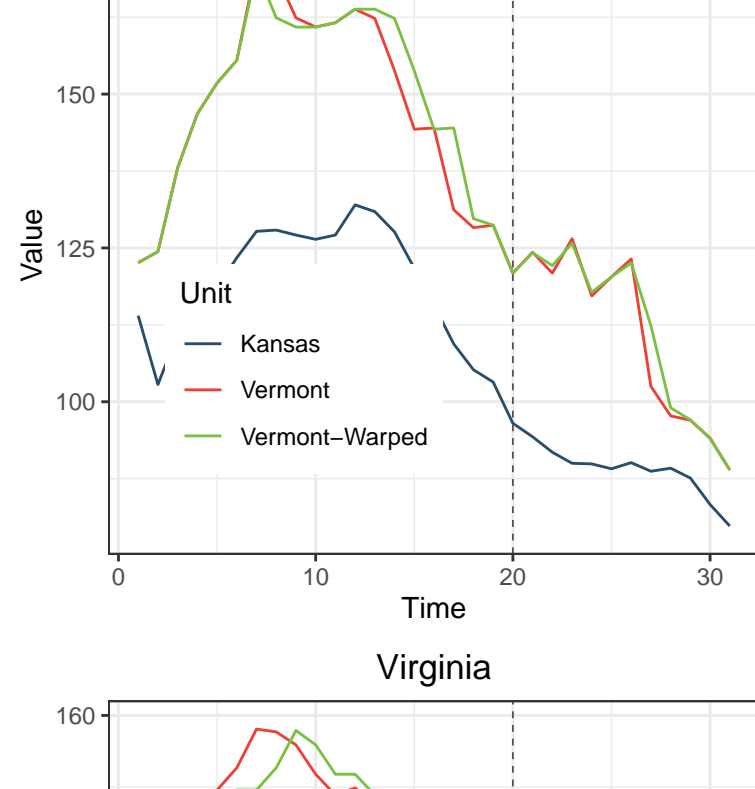 150
125
100
Value
Unit
Kansas
Vermont
Vermont−Warped
0 10 20 30
Time
Virginia
160